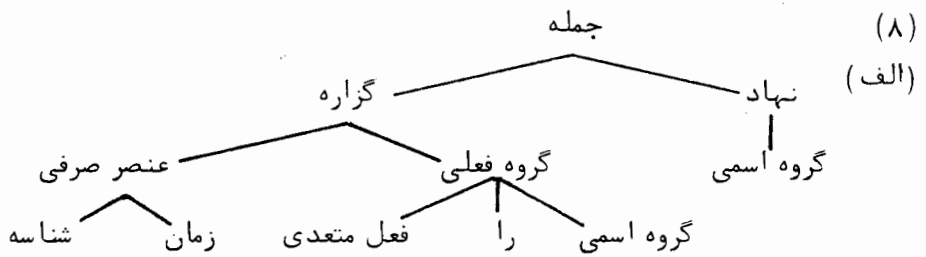 (۸) جمله
(الف)
نهاد گزاره
گروه اسمی گروه فعلی عنصر صرفی
گروه اسمی را فعل متعدی زمان شناسه